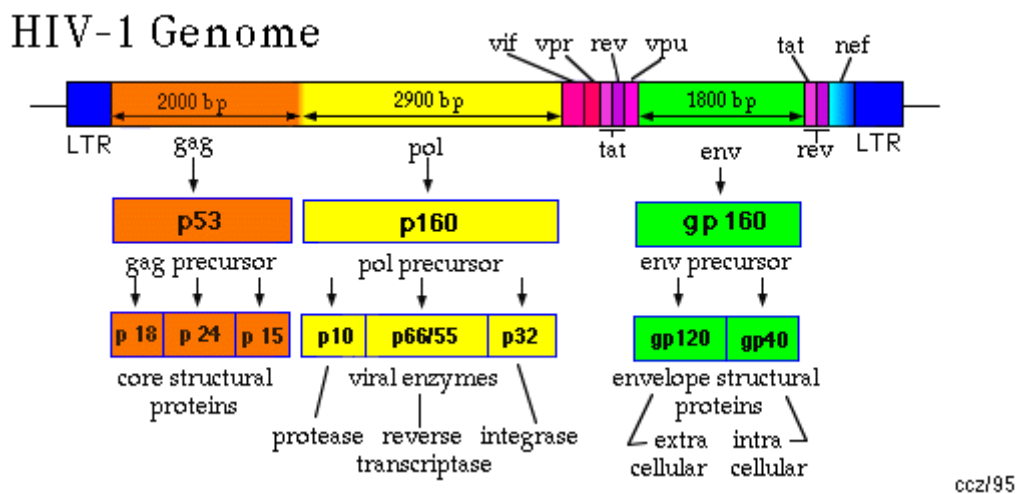 HIV-1 Genome
vif vpr rev vpu tat nef
2000 bp 2900 bp 1800 bp
LTR gag pol tat env rev LTR
p53 p160 gp 160
gag precursor pol precursor env precursor
p 18 p 24 p 15 p10 p66/55 p32 gp120 gp40
core structural proteins
viral enzymes
envelope structural proteins
protease reverse transcriptase integrase
extra cellular
intra cellular
ccz/95